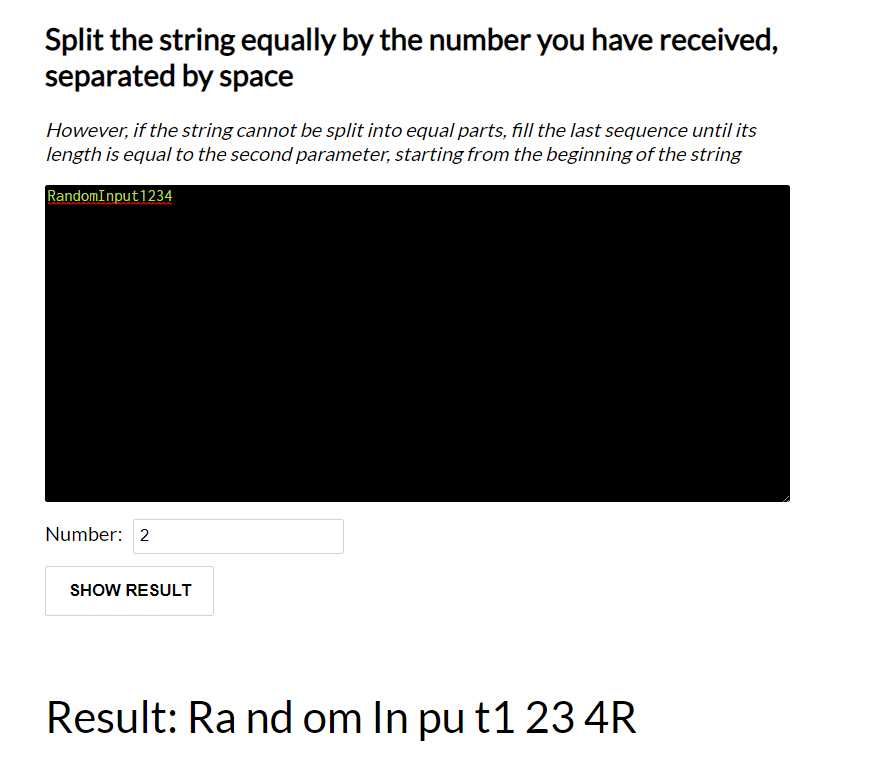 Split the string equally by the number you have received,
separated by space
However, if the string cannot be split into equal parts, fill the last sequence until its
length is equal to the second parameter, starting from the beginning of the string
RandomInput1234
Number: 2
SHOW RESULT
Result: Ra nd om In pu t1 23 4R